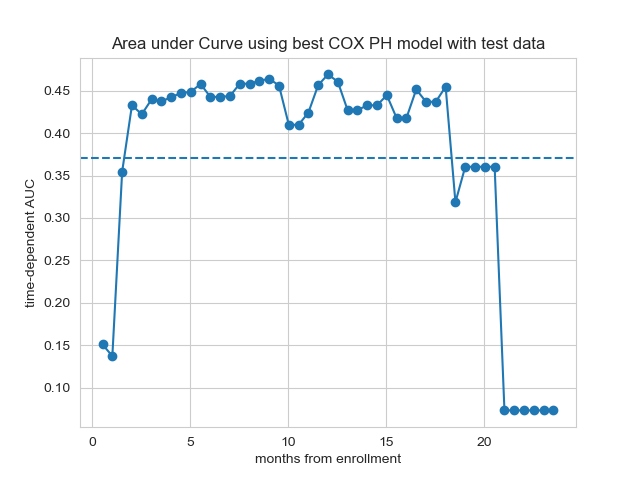 Area under Curve using best COX PH model with test data
time-dependent AUC
0.45
0.40
0.35
0.30
0.25
0.20
0.15
0.10
0 5 10 15 20
months from enrollment